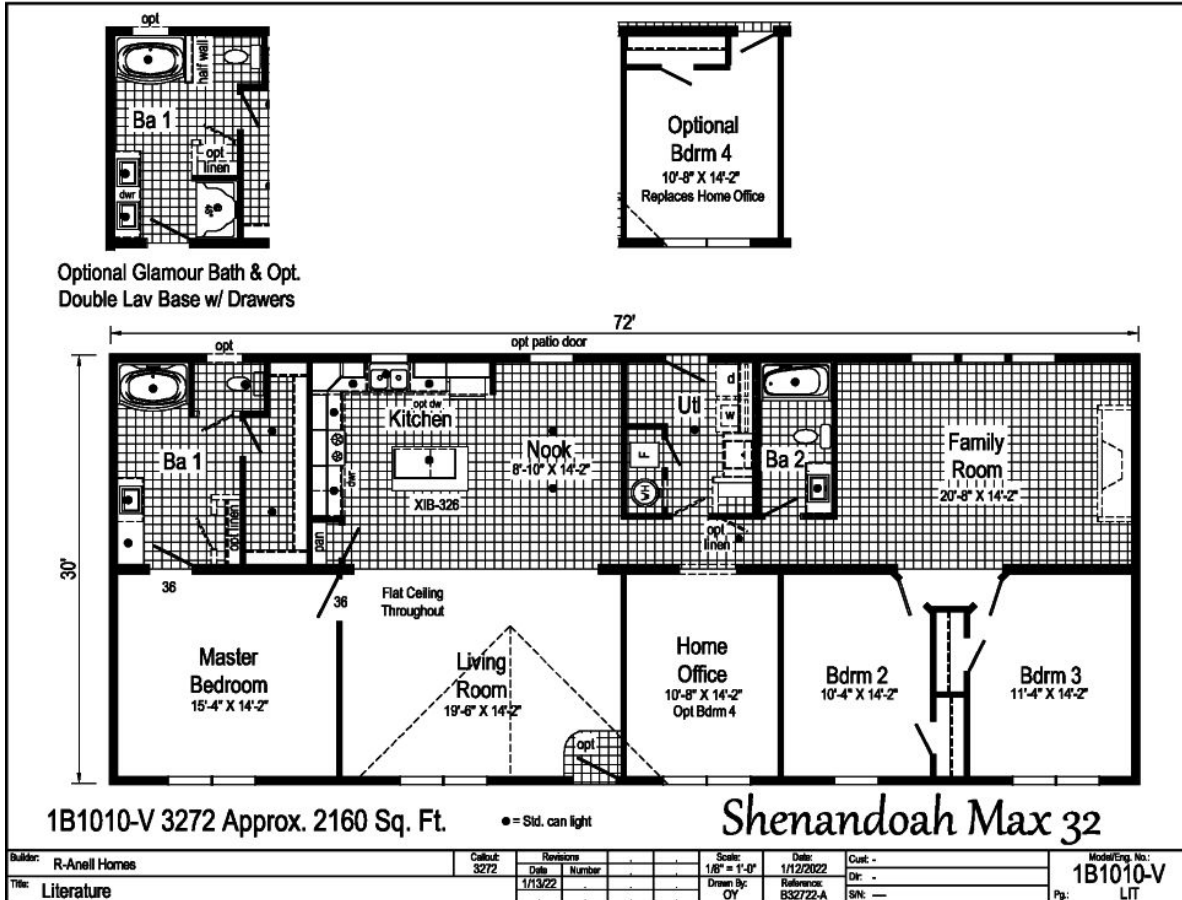 opt
half wall
Ba 1
opt
linen
dwr
48"
Optional Glamour Bath & Opt.
Double Lav Base w/ Drawers
Optional
Bdrm 4
10'-8" X 14'-2"
Replaces Home Office
72'
opt
opt patio door
30'
Ba 1
opt linen
36
Kitchen
opt dw
dwr
XIB-326
pan
Nook
8'-10" X 14'-2"
Utl
d
w
F
WH
opt
linen
Ba 2
Family
Room
20'-8" X 14'-2"
36
Flat Ceiling
Throughout
Master
Bedroom
15'-4" X 14'-2"
Living
Room
19'-6" X 14'-2"
opt
Home
Office
10'-8" X 14'-2"
Opt Bdrm 4
Bdrm 2
10'-4" X 14'-2"
Bdrm 3
11'-4" X 14'-2"
1B1010-V 3272 Approx. 2160 Sq. Ft.
● = Std. can light
Shenandoah Max 32
Builder: R-Anell Homes
Title: Literature
Callout:
3272
Revisions
Date Number
1/13/22
Scale:
1/8" = 1'-0"
Drawn By:
OY
Date:
1/12/2022
Reference:
B32722-A
Cust: -
Dir: -
S/N: —
Model/Eng. No.:
1B1010-V
Pg.: LIT